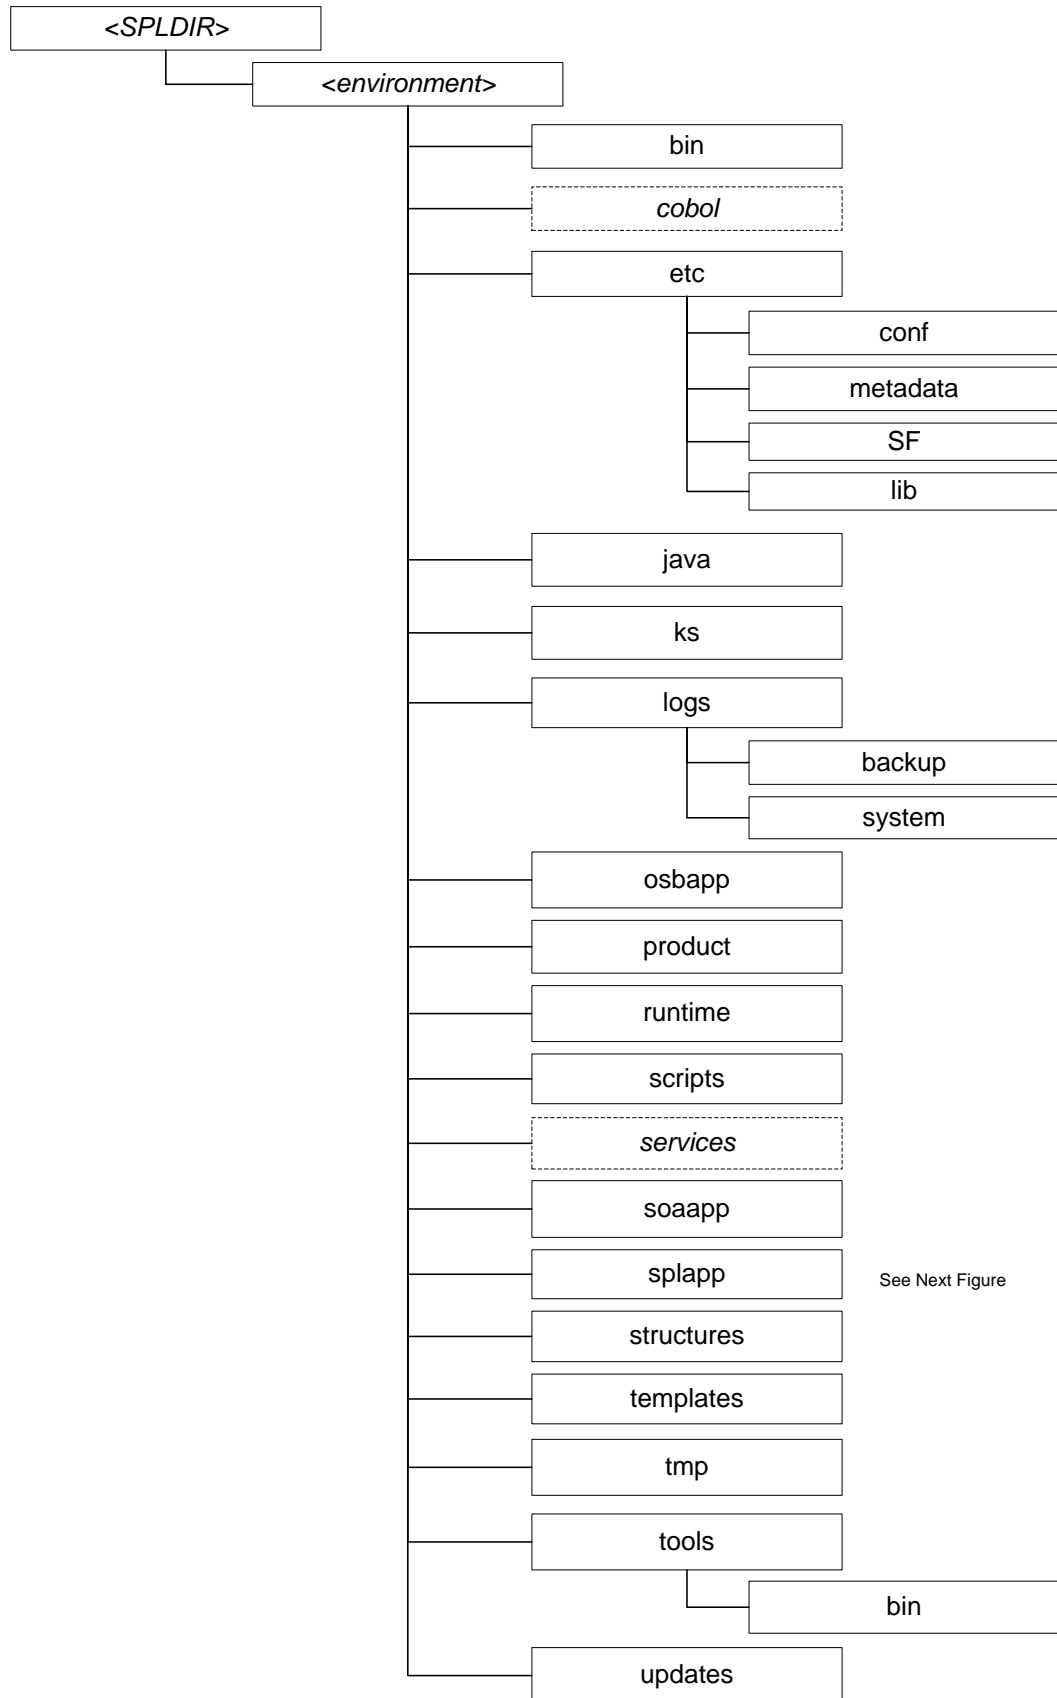 <SPLDIR>
<environment>
bin
cobol
etc
conf
metadata
SF
lib
java
ks
logs
backup
system
osbapp
product
runtime
scripts
services
soaapp
splapp
See Next Figure
structures
templates
tmp
tools
bin
updates